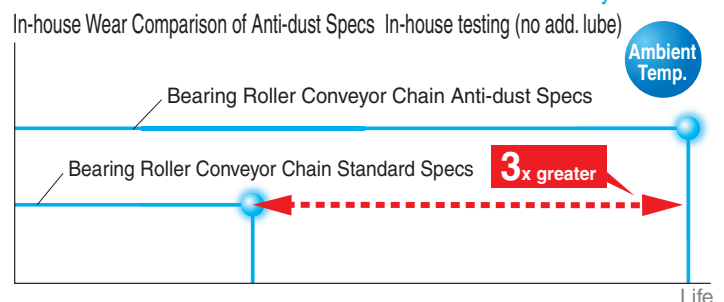 In-house Wear Comparison of Anti-dust Specs In-house testing (no add. lube)
Ambient
Temp.
Bearing Roller Conveyor Chain Anti-dust Specs
Bearing Roller Conveyor Chain Standard Specs
3x greater
Life